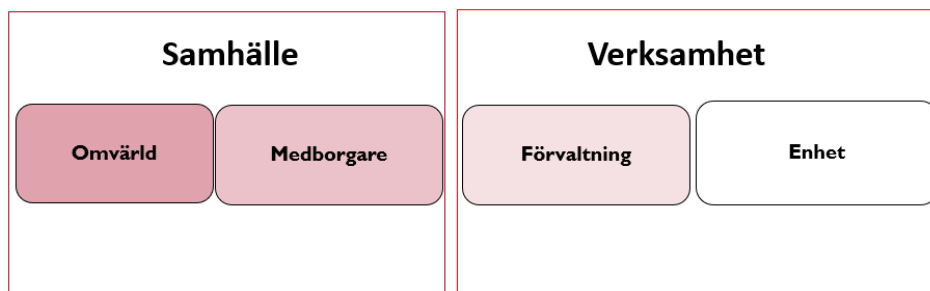 Samhälle
Verksamhet
Omvärld
Medborgare
Förvaltning
Enhet